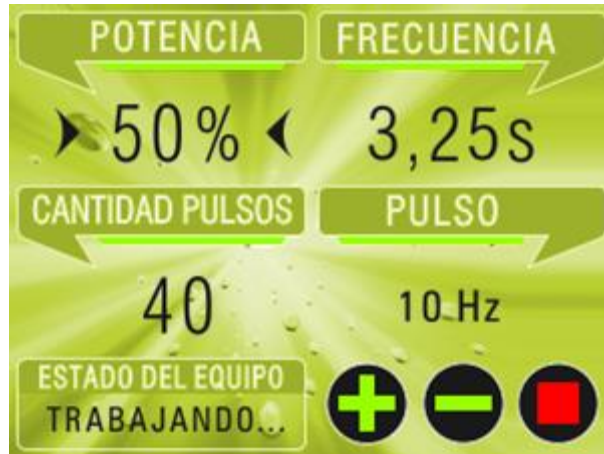 POTENCIA
FRECUENCIA
50%
3,25s
CANTIDAD PULSOS
PULSO
40
10 Hz
ESTADO DEL EQUIPO
TRABAJANDO...